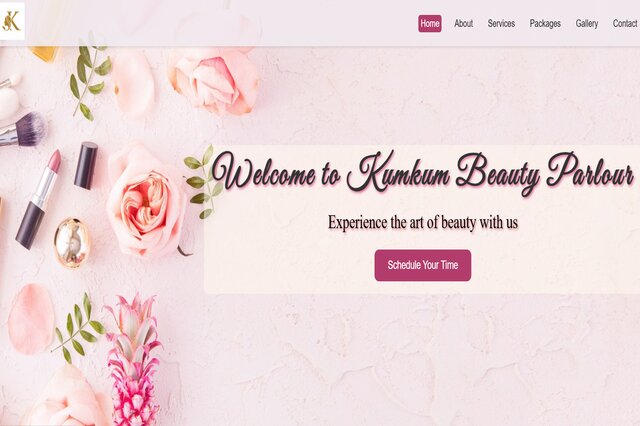 K
Home About Services Packages Gallery Contact
Welcome to Kumkum Beauty Parlour
Experience the art of beauty with us
Schedule Your Time